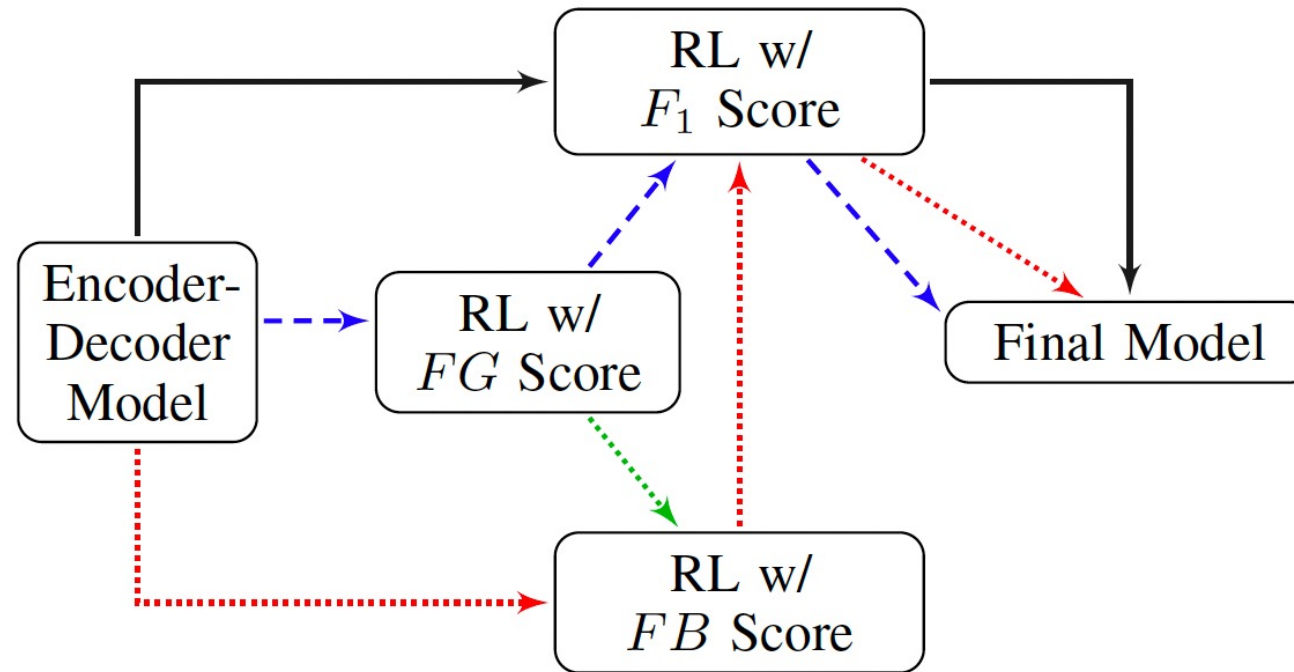 RL w/
F₁ Score
Encoder-
Decoder
Model
RL w/
FG Score
Final Model
RL w/
FB Score